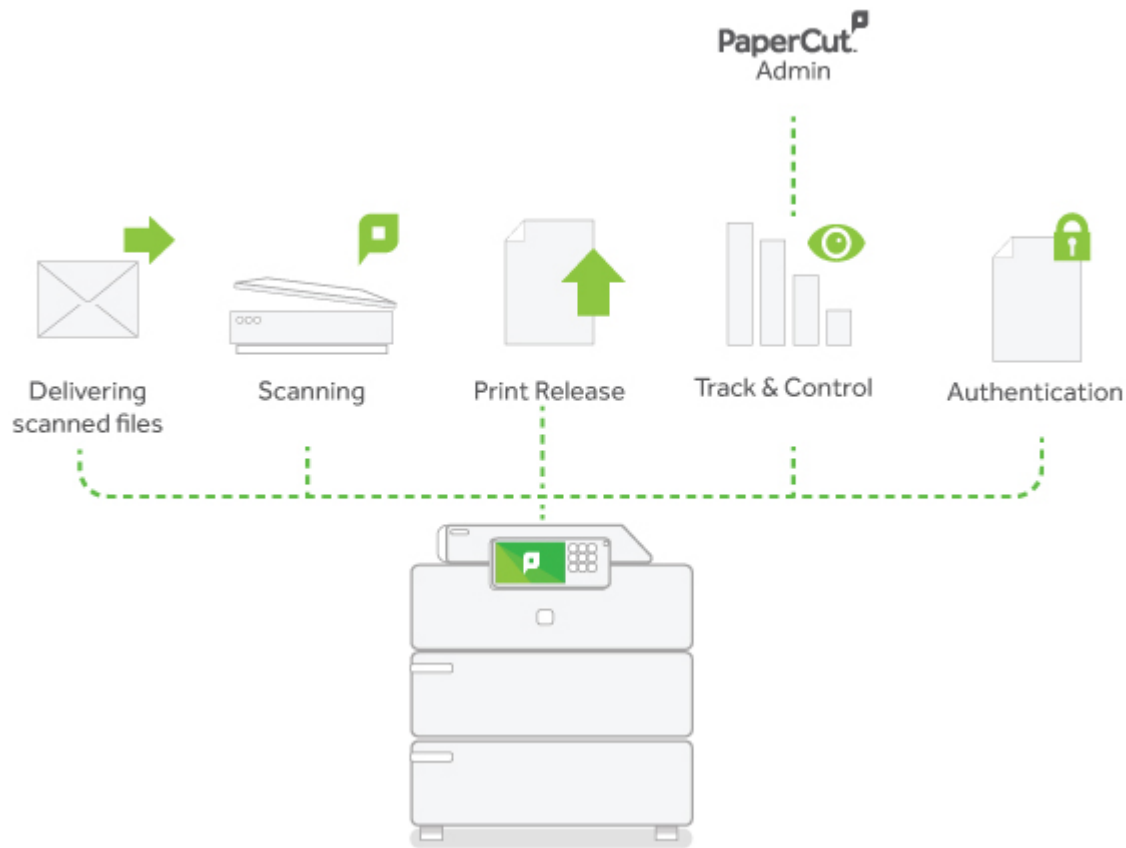 PaperCut.
Admin
Delivering
scanned files
Scanning
Print Release
Track & Control
Authentication